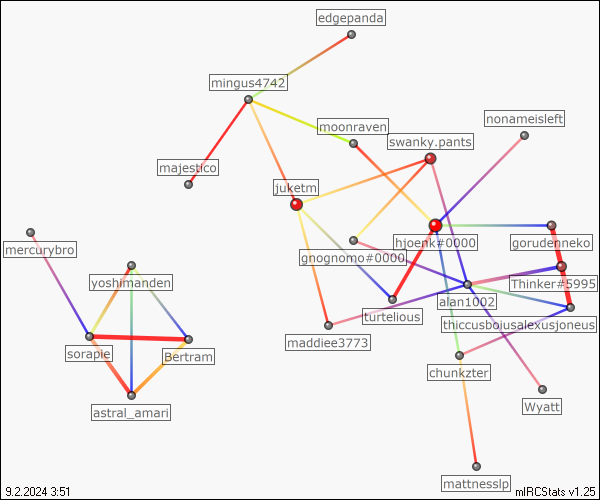 edgepanda
mingus4742
moonraven
nonameisleft
swanky.pants
majestico
juketm
mercurybro
hjoenk#0000
gorudenneko
gnognomo#0000
yoshimanden
Thinker#5995
alan1002
turtelious
thiccusboiusalexusjoneus
maddiee3773
sorapie
Bertram
chunkzter
astral_amari
Wyatt
mattnesslp
9.2.2024 3:51
mIRCStats v1.25